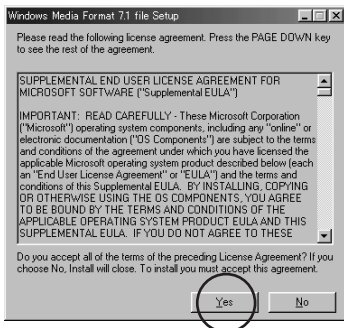 Windows Media Format 7.1 file Setup
Please read the following license agreement. Press the PAGE DOWN key
to see the rest of the agreement.
SUPPLEMENTAL END USER LICENSE AGREEMENT FOR
MICROSOFT SOFTWARE ("Supplemental EULA")
IMPORTANT:  READ CAREFULLY - These Microsoft Corporation
("Microsoft") operating system components, including any "online" or
electronic documentation ("OS Components") are subject to the terms
and conditions of the agreement under which you have licensed the
applicable Microsoft operating system product described below (each
an "End User License Agreement" or "EULA") and the terms and
conditions of this Supplemental EULA.  BY INSTALLING, COPYING
OR OTHERWISE USING THE OS COMPONENTS, YOU AGREE
TO BE BOUND BY THE TERMS AND CONDITIONS OF THE
APPLICABLE OPERATING SYSTEM PRODUCT EULA AND THIS
SUPPLEMENTAL EULA.  IF YOU DO NOT AGREE TO THESE
Do you accept all of the terms of the preceding License Agreement? If you
choose No, Install will close. To install you must accept this agreement.
Yes No